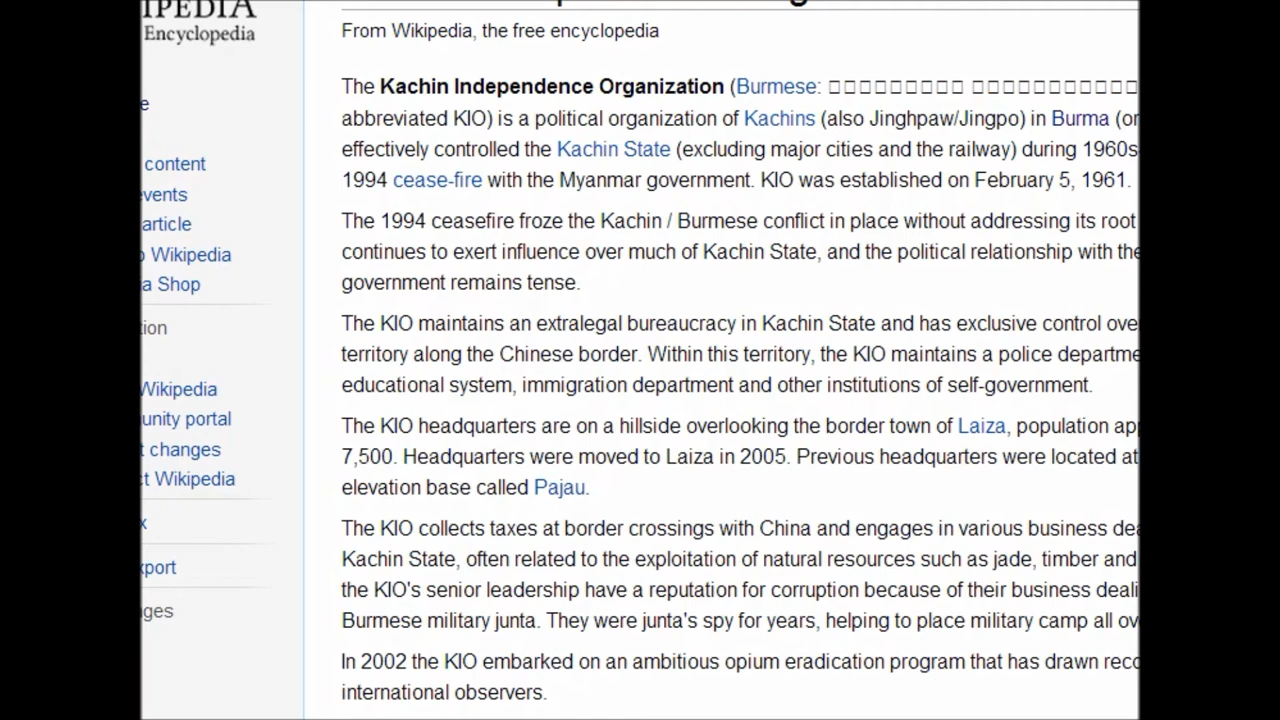 IPEDIA
Encyclopedia
e
content
events
article
Wikipedia
a Shop
tion
Wikipedia
unity portal
t changes
ct Wikipedia
x
xport
ges
From Wikipedia, the free encyclopedia
The Kachin Independence Organization (Burmese:
abbreviated KIO) is a political organization of Kachins (also Jinghpaw/Jingpo) in Burma (or
effectively controlled the Kachin State (excluding major cities and the railway) during 1960s
1994 cease-fire with the Myanmar government. KIO was established on February 5, 1961.
The 1994 ceasefire froze the Kachin / Burmese conflict in place without addressing its root
continues to exert influence over much of Kachin State, and the political relationship with the
government remains tense.
The KIO maintains an extralegal bureaucracy in Kachin State and has exclusive control ove
territory along the Chinese border. Within this territory, the KIO maintains a police departme
educational system, immigration department and other institutions of self-government.
The KIO headquarters are on a hillside overlooking the border town of Laiza, population ap
7,500. Headquarters were moved to Laiza in 2005. Previous headquarters were located at
elevation base called Pajau.
The KIO collects taxes at border crossings with China and engages in various business dea
Kachin State, often related to the exploitation of natural resources such as jade, timber and
the KIO's senior leadership have a reputation for corruption because of their business deali
Burmese military junta. They were junta's spy for years, helping to place military camp all ov
In 2002 the KIO embarked on an ambitious opium eradication program that has drawn reco
international observers.